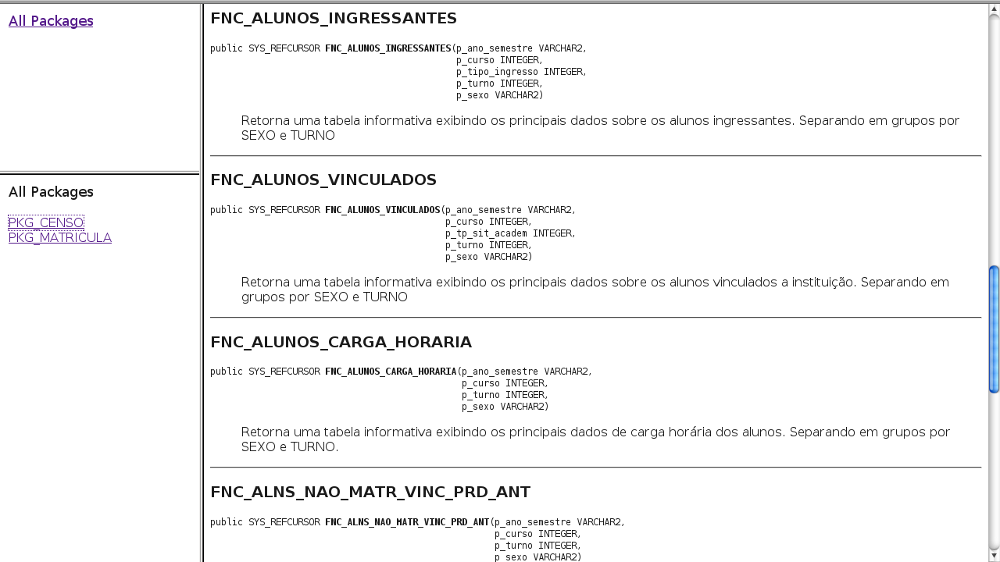 All Packages
All Packages
PKG_CENSO
PKG_MATRICULA
FNC_ALUNOS_INGRESSANTES
public SYS_REFCURSOR FNC_ALUNOS_INGRESSANTES(p_ano_semestre VARCHAR2,
p_curso INTEGER,
p_tipo_ingresso INTEGER,
p_turno INTEGER,
p_sexo VARCHAR2)
Retorna uma tabela informativa exibindo os principais dados sobre os alunos ingressantes. Separando em grupos por
SEXO e TURNO
FNC_ALUNOS_VINCULADOS
public SYS_REFCURSOR FNC_ALUNOS_VINCULADOS(p_ano_semestre VARCHAR2,
p_curso INTEGER,
p_tp_sit_academ INTEGER,
p_turno INTEGER,
p_sexo VARCHAR2)
Retorna uma tabela informativa exibindo os principais dados sobre os alunos vinculados a instituição. Separando em
grupos por SEXO e TURNO
FNC_ALUNOS_CARGA_HORARIA
public SYS_REFCURSOR FNC_ALUNOS_CARGA_HORARIA(p_ano_semestre VARCHAR2,
p_curso INTEGER,
p_turno INTEGER,
p_sexo VARCHAR2)
Retorna uma tabela informativa exibindo os principais dados de carga horária dos alunos. Separando em grupos por
SEXO e TURNO.
FNC_ALNS_NAO_MATR_VINC_PRD_ANT
public SYS_REFCURSOR FNC_ALNS_NAO_MATR_VINC_PRD_ANT(p_ano_semestre VARCHAR2,
p_curso INTEGER,
p_turno INTEGER,
p_sexo VARCHAR2)